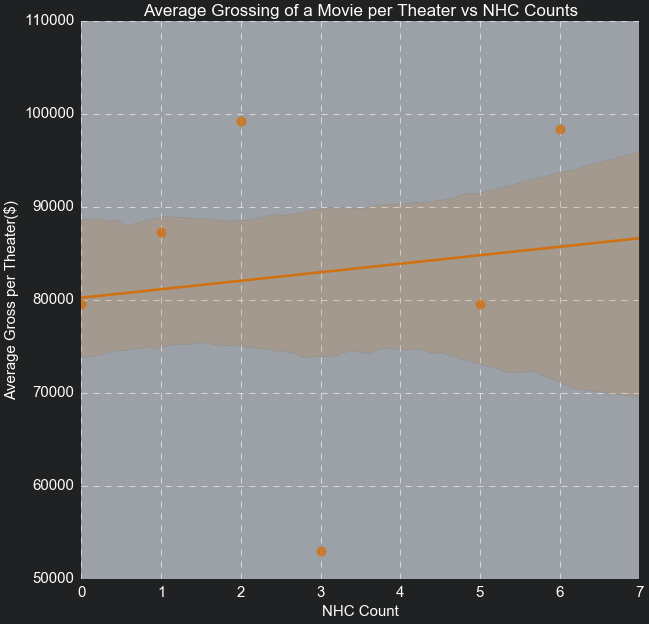 Average Grossing of a Movie per Theater vs NHC Counts
110000
100000
90000
80000
70000
60000
50000
Average Gross per Theater($)
0 1 2 3 4 5 6 7
NHC Count